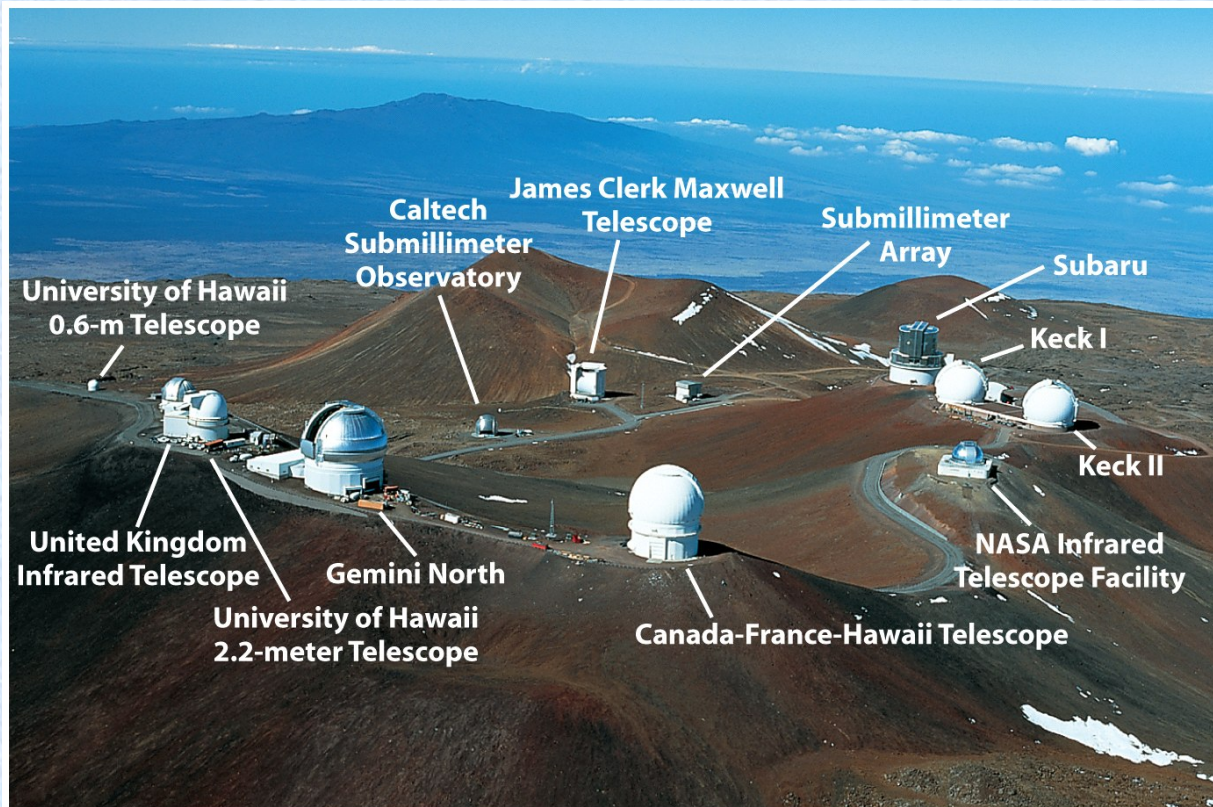 James Clerk Maxwell
Telescope
Caltech
Submillimeter
Observatory
Submillimeter
Array
Subaru
University of Hawaii
0.6-m Telescope
Keck I
Keck II
United Kingdom
Infrared Telescope
Gemini North
NASA Infrared
Telescope Facility
University of Hawaii
2.2-meter Telescope
Canada-France-Hawaii Telescope